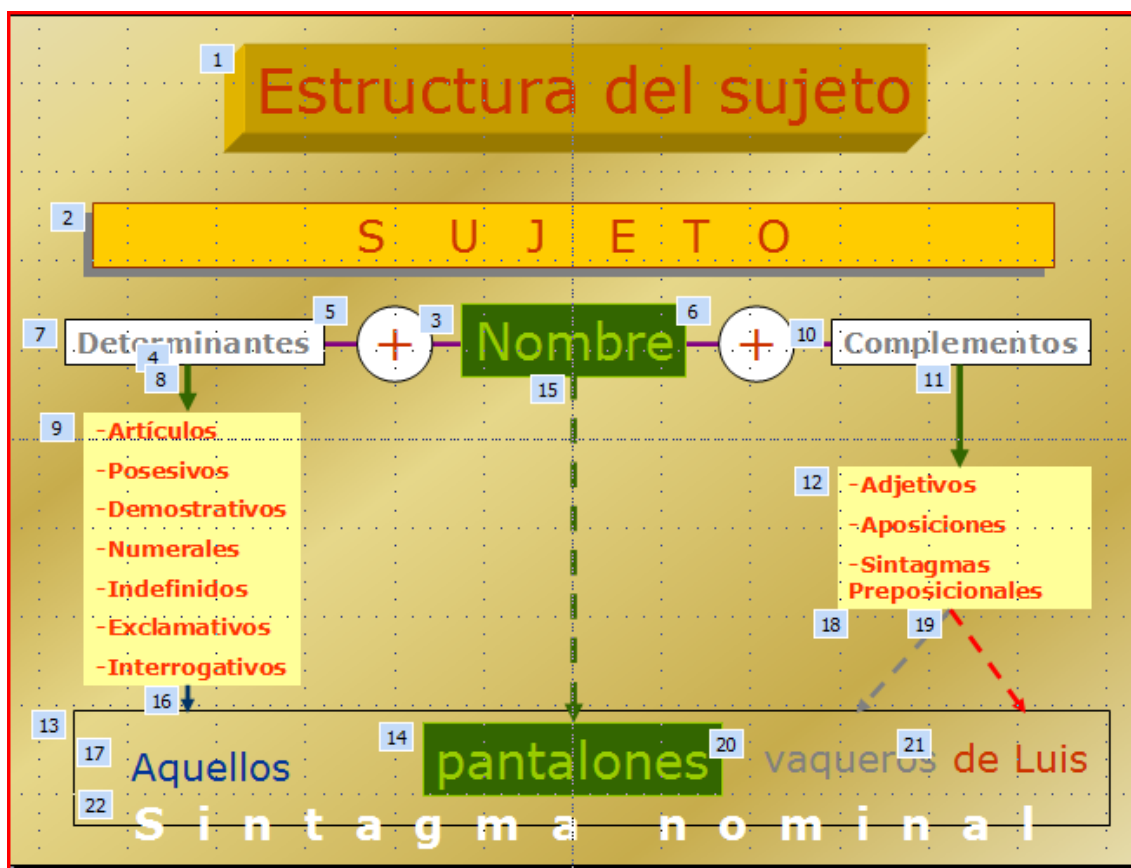 1
Estructura del sujeto
2
S U J E T O
7
Determinantes
5
+
3
Nombre
6
+
10
Complementos
4
8
15
11
9
-Artículos
-Posesivos
-Demostrativos
-Numerales
-Indefinidos
-Exclamativos
-Interrogativos
12
-Adjetivos
-Aposiciones
-Sintagmas
Preposicionales
18
19
16
13
17
Aquellos
14
pantalones
20
vaqueros
21
de Luis
22
S i n t a g m a n o m i n a l